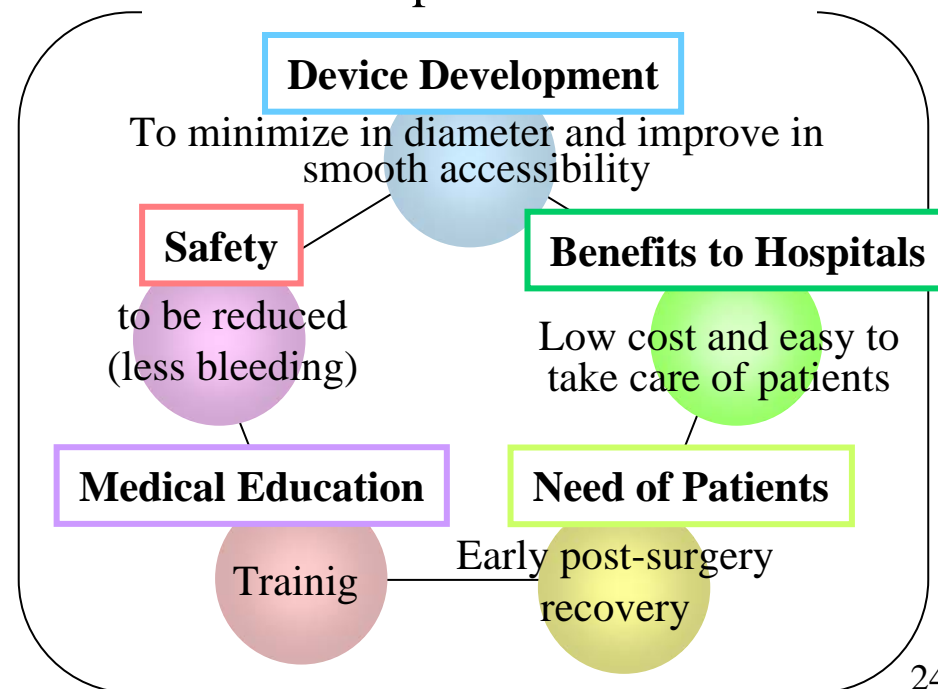 Device Development
To minimize in diameter and improve in
smooth accessibility
Safety
to be reduced
(less bleeding)
Benefits to Hospitals
Low cost and easy to
take care of patients
Medical Education
Trainig
Need of Patients
Early post-surgery
recovery
24